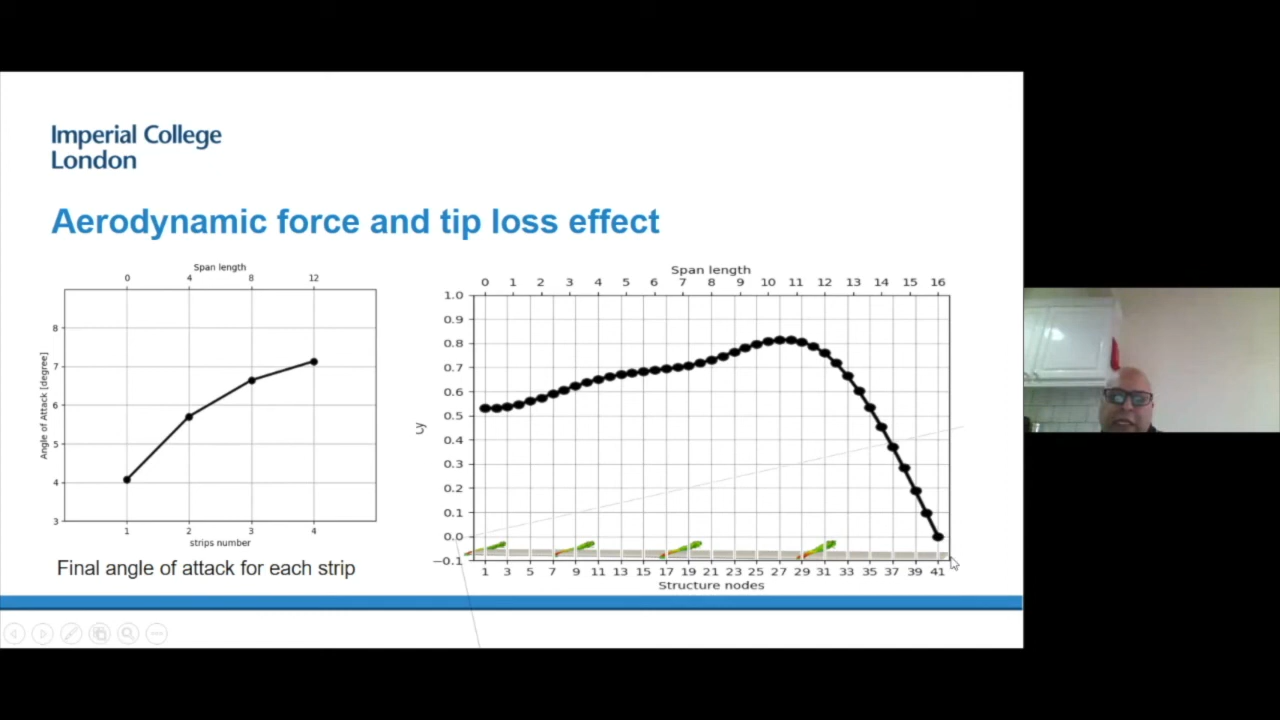 Imperial College
London
Aerodynamic force and tip loss effect
Span length
0 4 8 12
8
7
6
5
4
3
Angle of Attack [degree]
1 2 3 4
strips number
Final angle of attack for each strip
Span length
0 1 2 3 4 5 6 7 8 9 10 11 12 13 14 15 16
1.0
0.9
0.8
0.7
0.6
0.5
0.4
0.3
0.2
0.1
0.0
−0.1
Cy
1 3 5 7 9 11 13 15 17 19 21 23 25 27 29 31 33 35 37 39 41
Structure nodes